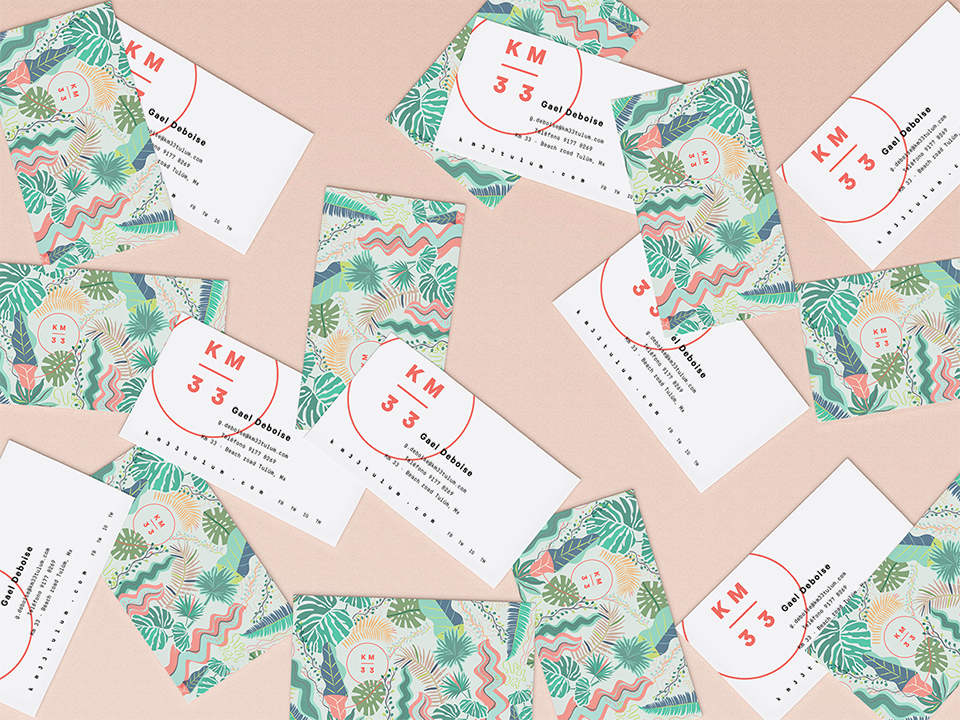 KM
33
Gael Deboise
g.deboise@km33tulum.com
Teléfono 9177 8269
Km 33 - Beach road Tulúm, Mx
km33tulum.com
FB TW IG TW